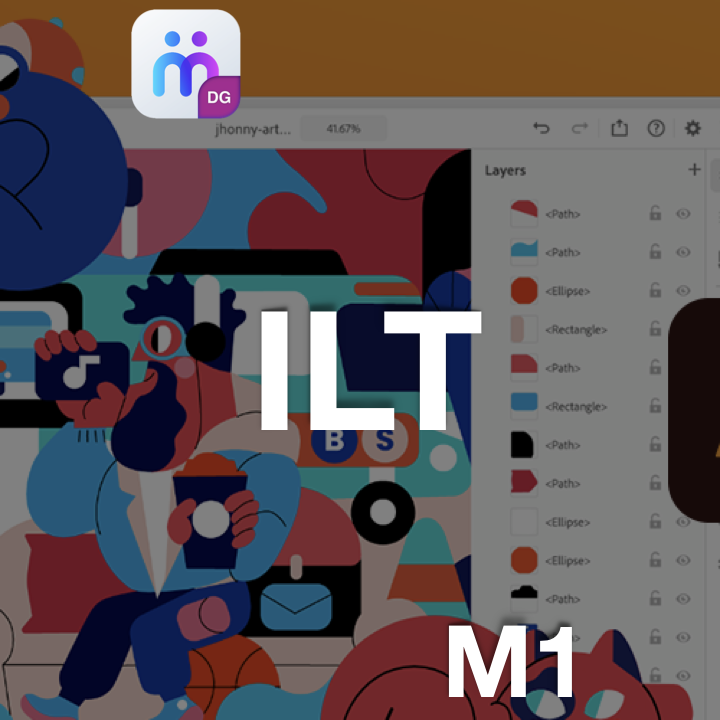 DG
jhonny-art...
41.67%
Layers
<Path>
<Path>
<Ellipse>
<Rectangle>
<Path>
<Rectangle>
<Path>
<Path>
<Ellipse>
<Ellipse>
<Path>
ILT
B S
M1